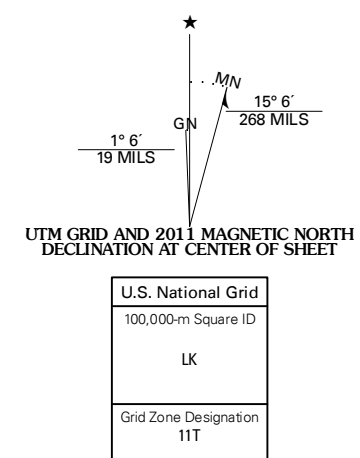 ★
MN
GN
1° 6´
19 MILS
15° 6´
268 MILS
UTM GRID AND 2011 MAGNETIC NORTH
DECLINATION AT CENTER OF SHEET
U.S. National Grid
100,000-m Square ID
LK
Grid Zone Designation
11T